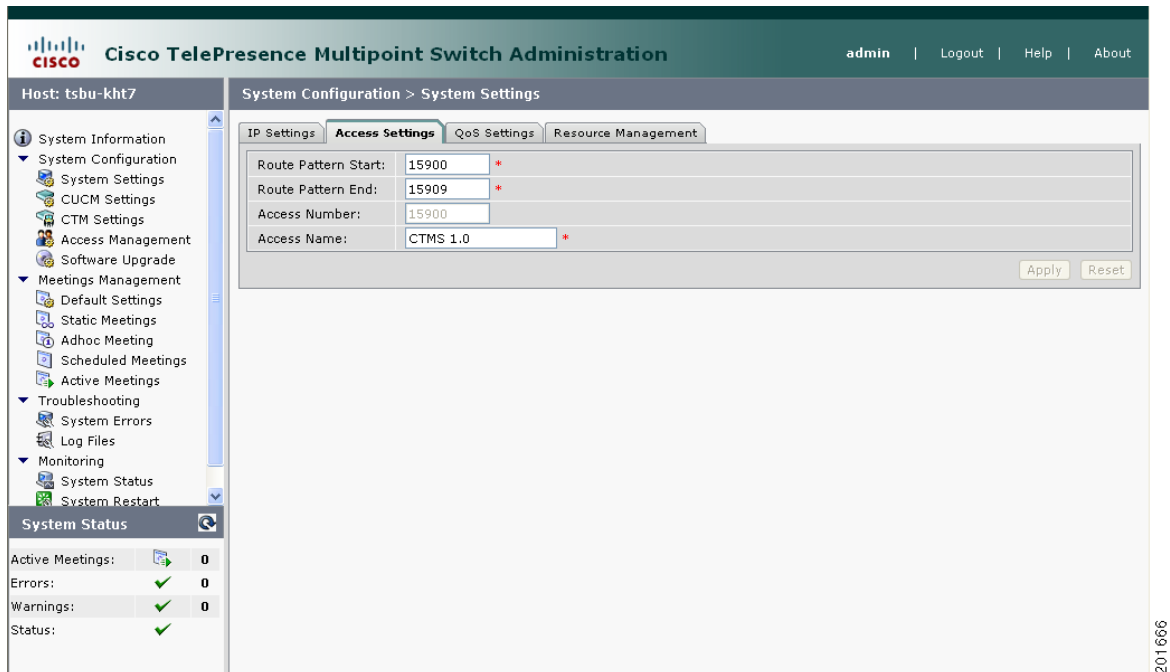 CISCO
Cisco TelePresence Multipoint Switch Administration
admin | Logout | Help | About
Host: tsbu-kht7
System Configuration > System Settings
System Information
System Configuration
System Settings
CUCM Settings
CTM Settings
Access Management
Software Upgrade
Meetings Management
Default Settings
Static Meetings
Adhoc Meeting
Scheduled Meetings
Active Meetings
Troubleshooting
System Errors
Log Files
Monitoring
System Status
System Restart
System Status
Active Meetings: 0
Errors: 0
Warnings: 0
Status:
IP Settings Access Settings QoS Settings Resource Management
Route Pattern Start: 15900 *
Route Pattern End: 15909 *
Access Number: 15900
Access Name: CTMS 1.0 *
Apply Reset
201666